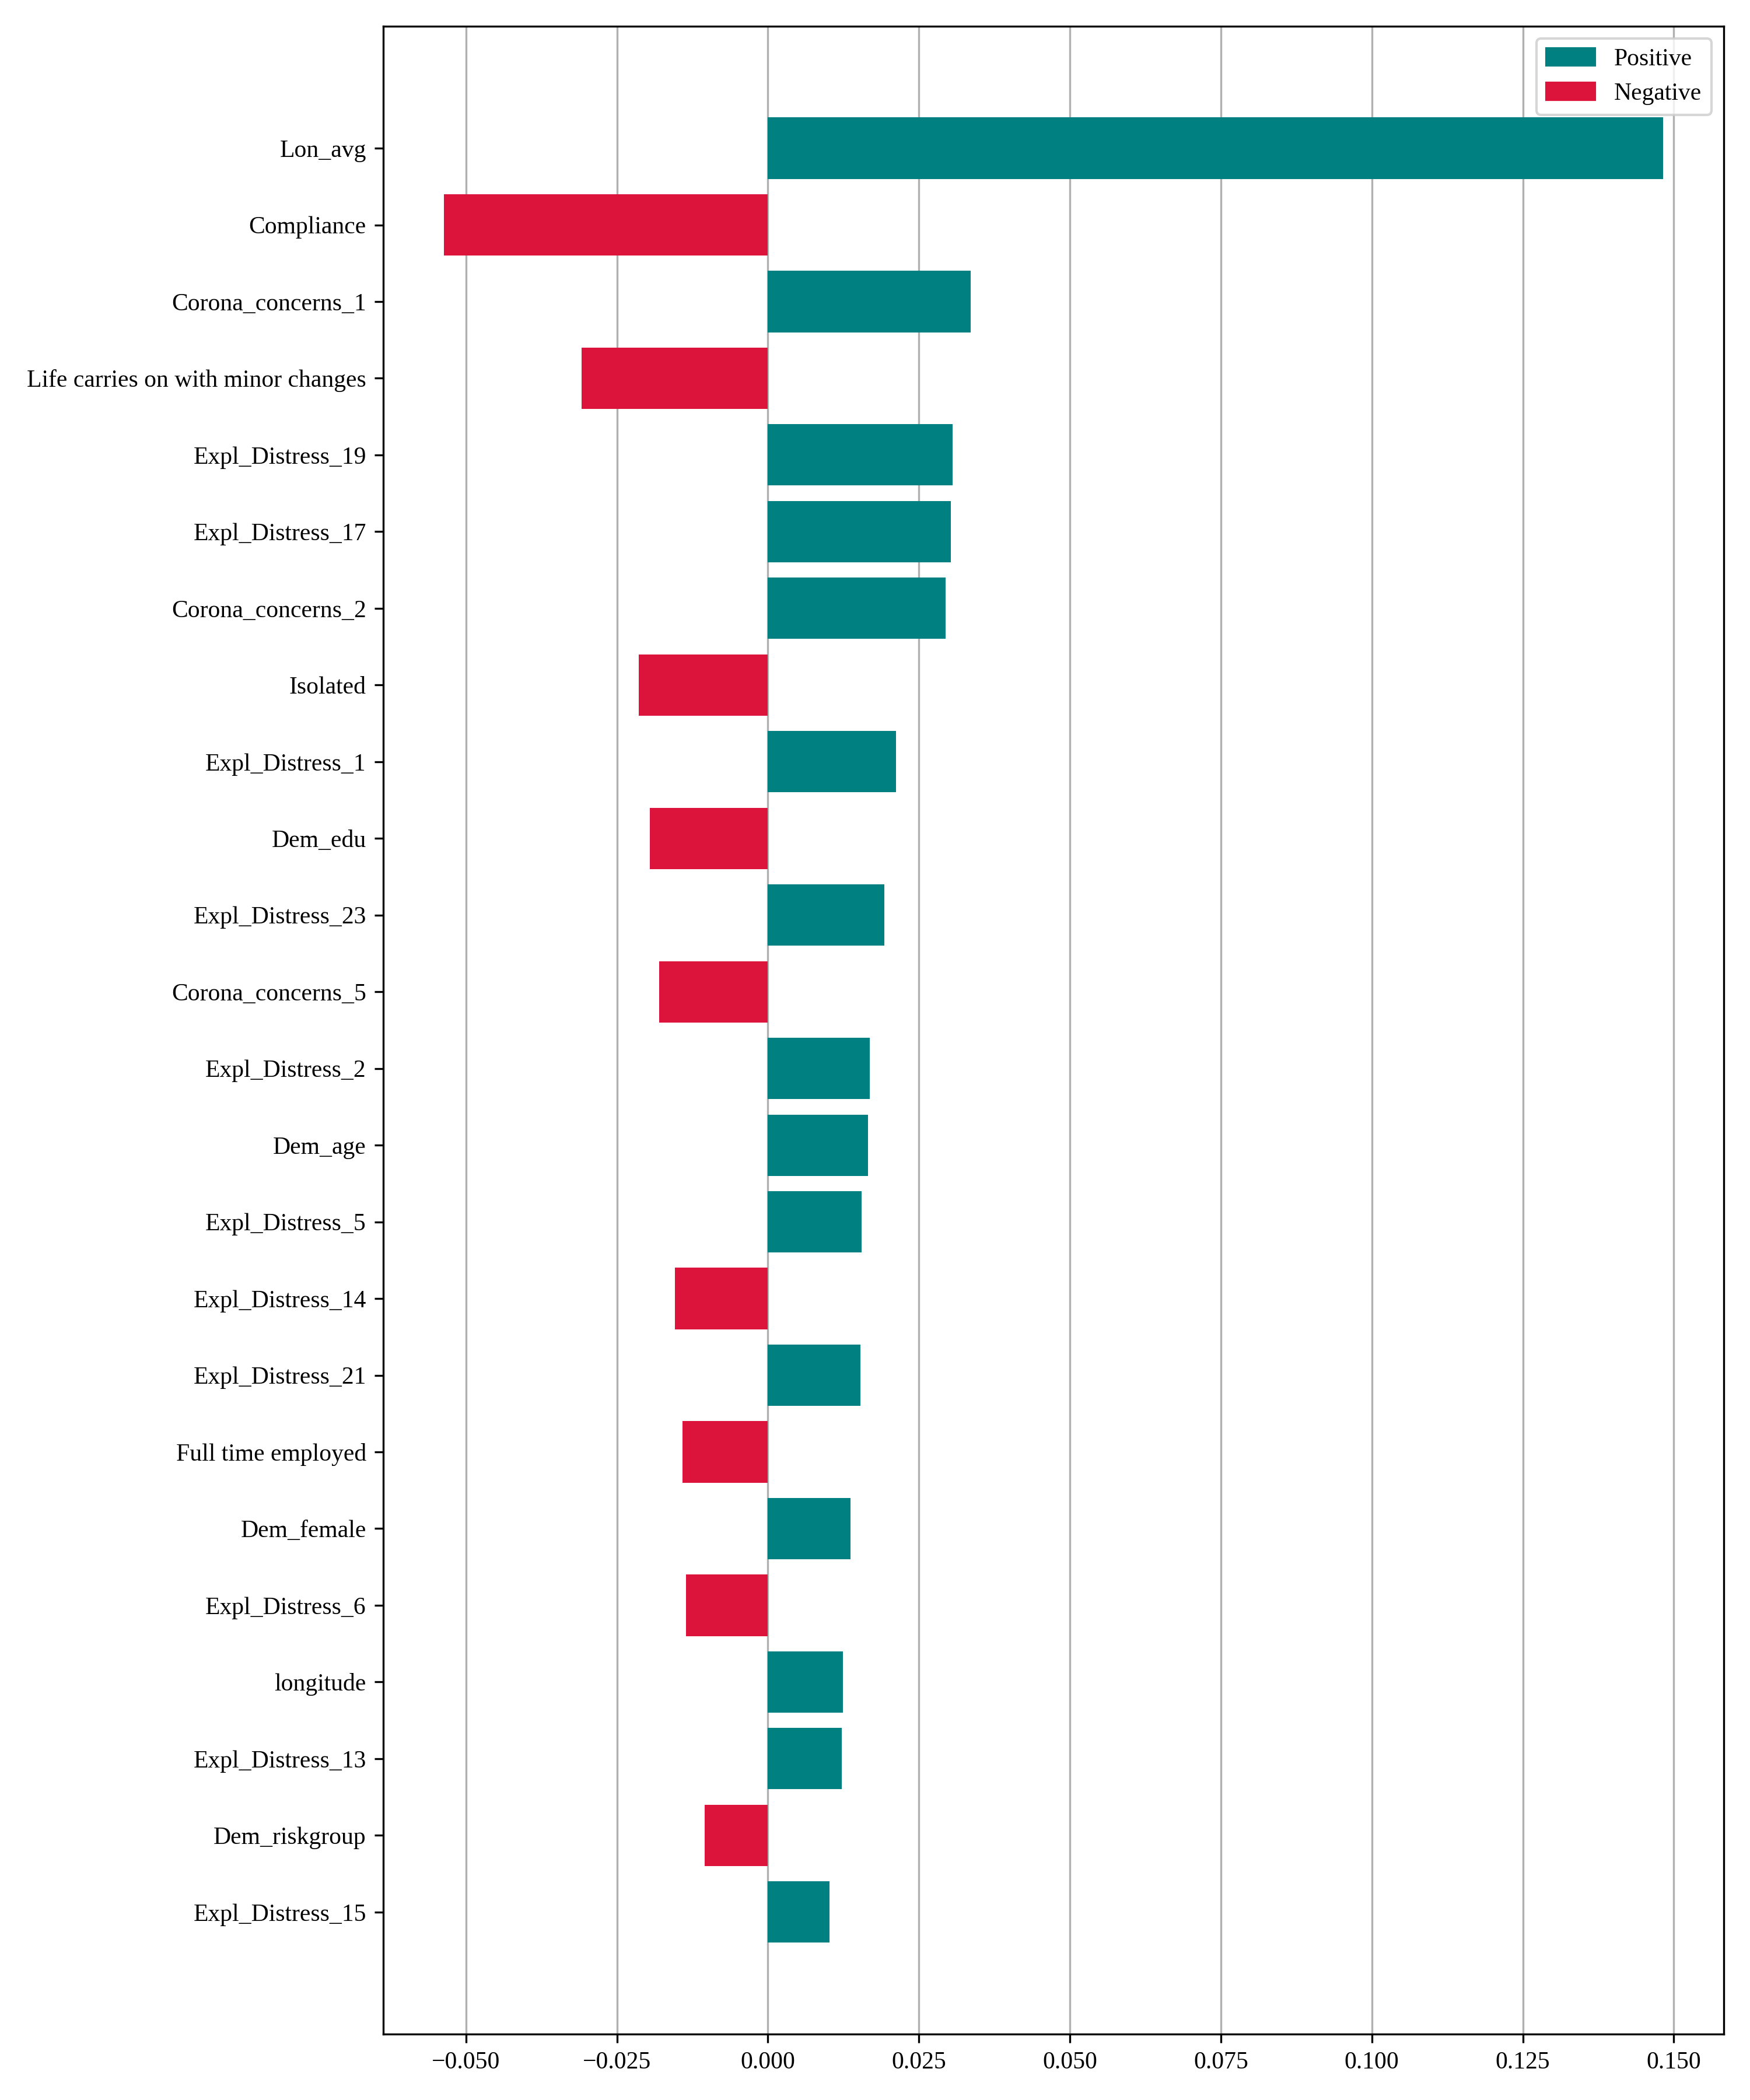 Positive
Negative
Lon_avg
Compliance
Corona_concerns_1
Life carries on with minor changes
Expl_Distress_19
Expl_Distress_17
Corona_concerns_2
Isolated
Expl_Distress_1
Dem_edu
Expl_Distress_23
Corona_concerns_5
Expl_Distress_2
Dem_age
Expl_Distress_5
Expl_Distress_14
Expl_Distress_21
Full time employed
Dem_female
Expl_Distress_6
longitude
Expl_Distress_13
Dem_riskgroup
Expl_Distress_15
−0.050 −0.025 0.000 0.025 0.050 0.075 0.100 0.125 0.150